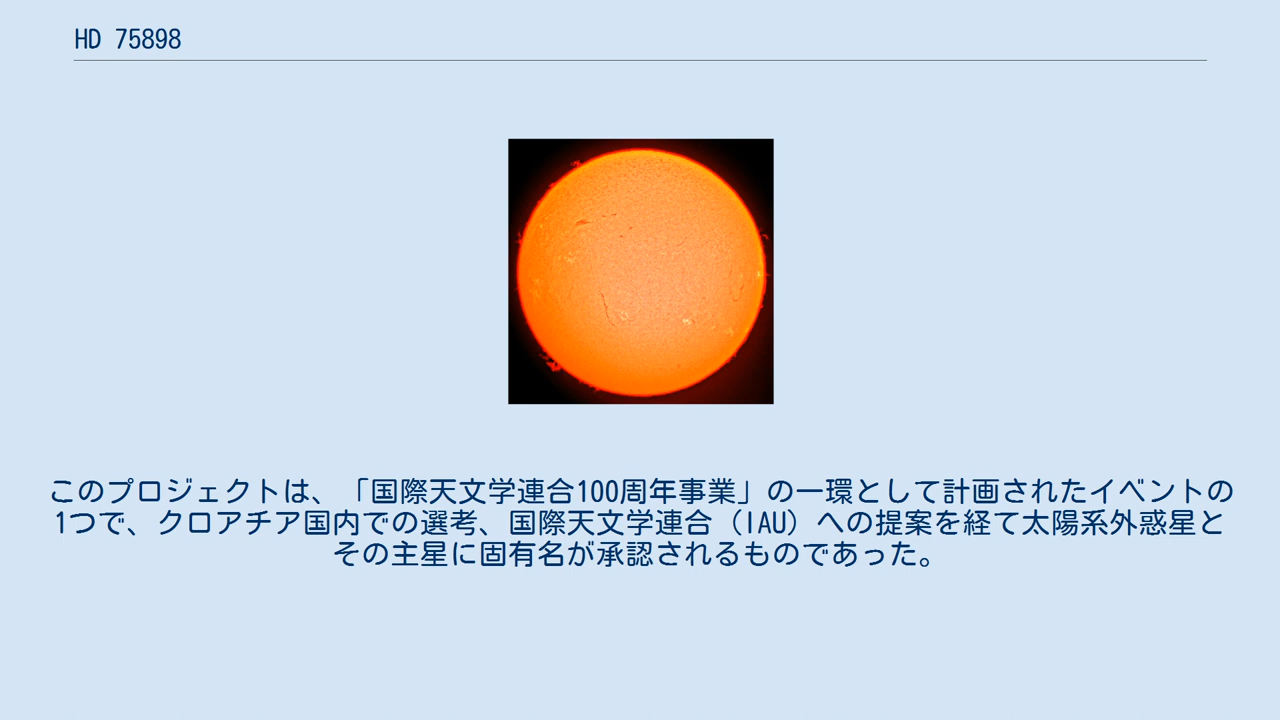 HD 75898
このプロジェクトは、「国際天文学連合100周年事業」の一環として計画されたイベントの
1つで、クロアチア国内での選考、国際天文学連合（IAU）への提案を経て太陽系外惑星と
その主星に固有名が承認されるものであった。